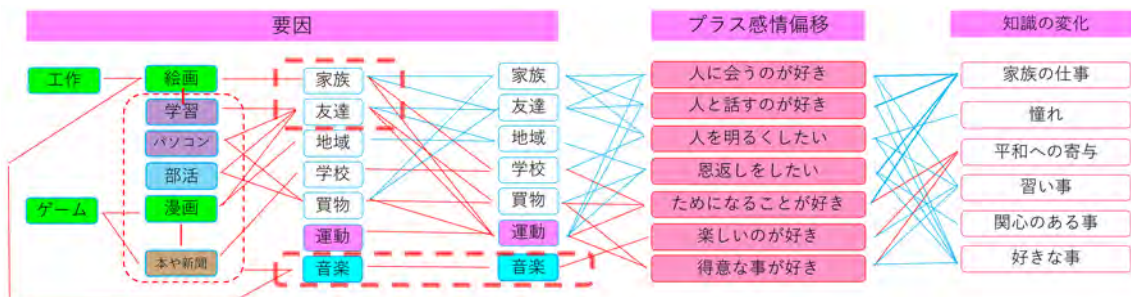 要因
プラス感情偏移
知識の変化
工作
ゲーム
絵画
学習
パソコン
部活
漫画
本や新聞
家族
友達
地域
学校
買物
運動
音楽
家族
友達
地域
学校
買物
運動
音楽
人に会うのが好き
人と話すのが好き
人を明るくしたい
恩返しをしたい
ためになることが好き
楽しいのが好き
得意な事が好き
家族の仕事
憧れ
平和への寄与
習い事
関心のある事
好きな事